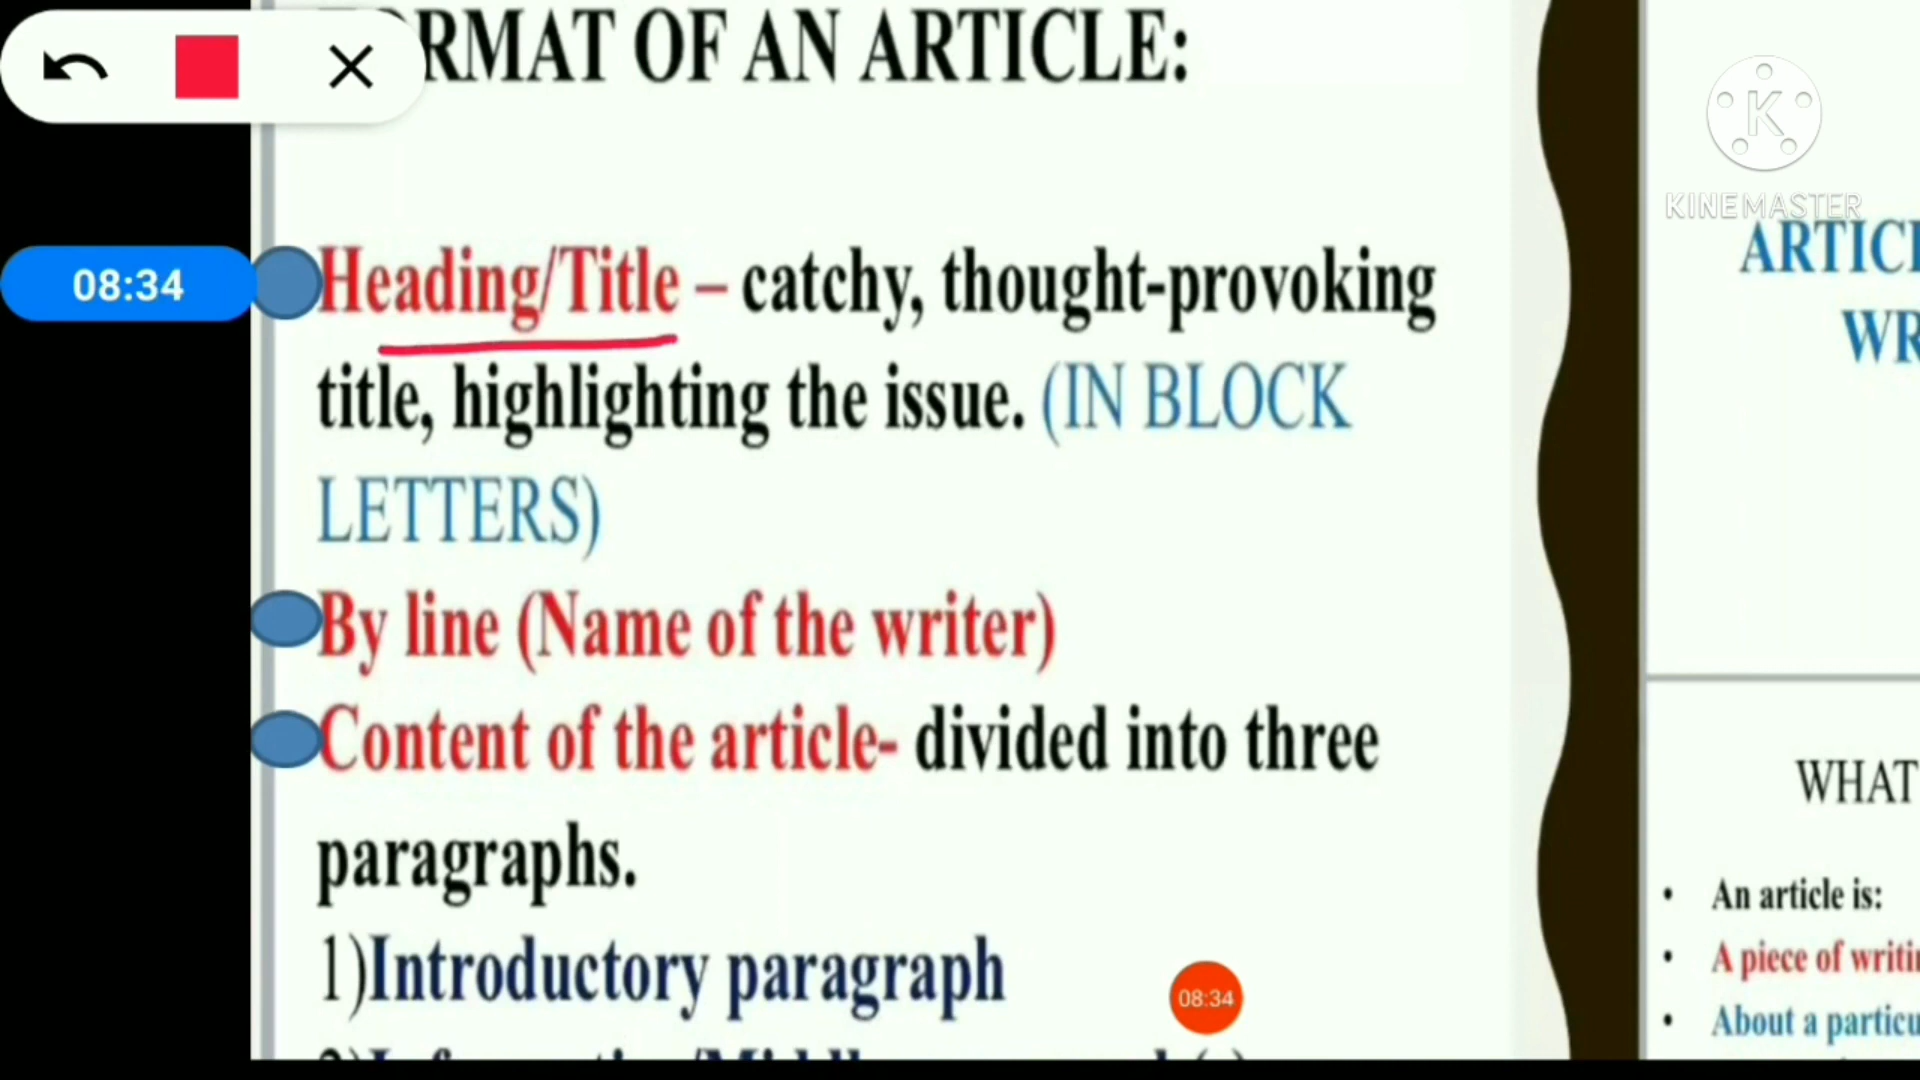 RMAT OF AN ARTICLE:
K
KINEMASTER
08:34
Heading/Title – catchy, thought-provoking
title, highlighting the issue. (IN BLOCK
LETTERS)
By line (Name of the writer)
Content of the article- divided into three
paragraphs.
1)Introductory paragraph
08:34
ARTICL
WR
WHAT
• An article is:
• A piece of writi
• About a particu